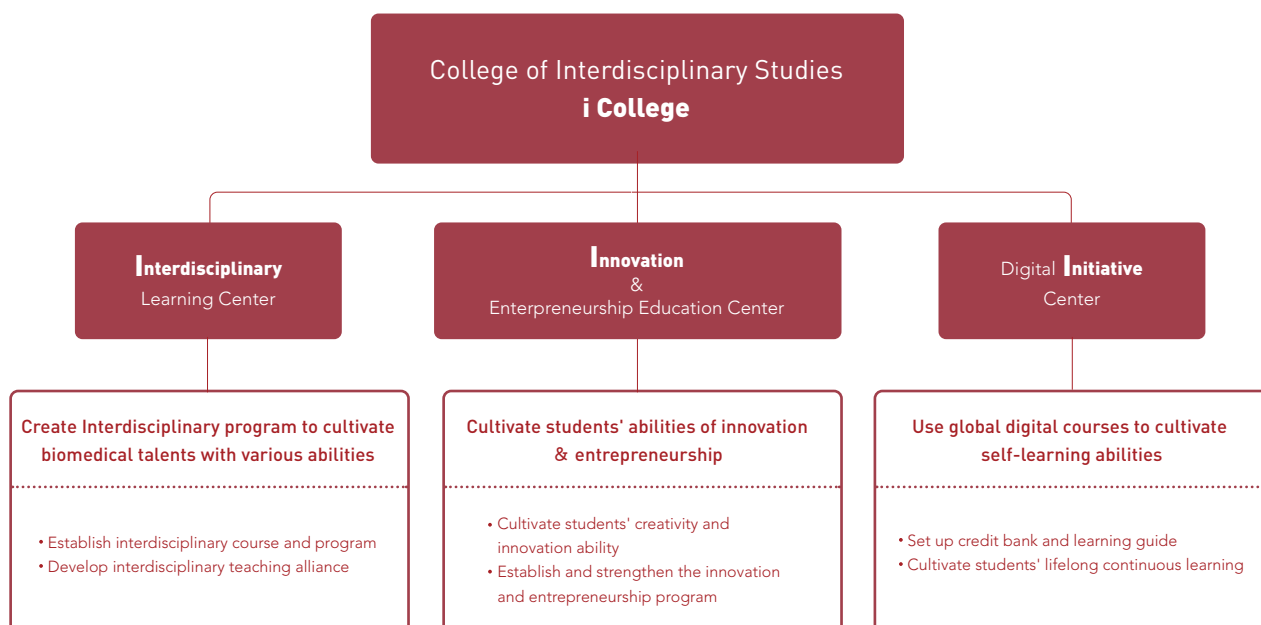 College of Interdisciplinary Studies
i College
Interdisciplinary
Learning Center
Innovation
&
Enterpreneurship Education Center
Digital Initiative
Center
Create Interdisciplinary program to cultivate
biomedical talents with various abilities
• Establish interdisciplinary course and program
• Develop interdisciplinary teaching alliance
Cultivate students' abilities of innovation
& entrepreneurship
• Cultivate students' creativity and
innovation ability
• Establish and strengthen the innovation
and entrepreneurship program
Use global digital courses to cultivate
self-learning abilities
• Set up credit bank and learning guide
• Cultivate students' lifelong continuous learning